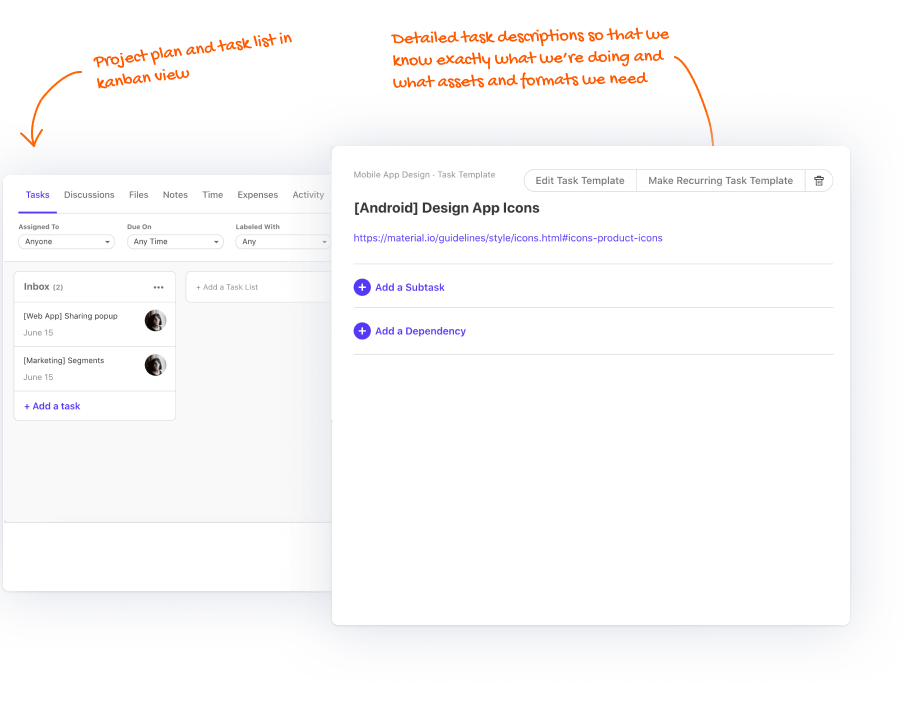 Project plan and task list in
kanban view
Detailed task descriptions so that we
know exactly what we're doing and
what assets and formats we need
Tasks Discussions Files Notes Time Expenses Activity
Assigned To Due On Labeled With
Anyone Any Time Any
Inbox (2)
+ Add a Task List
[Web App] Sharing popup
June 15
[Marketing] Segments
June 15
+ Add a task
Mobile App Design - Task Template
Edit Task Template Make Recurring Task Template
[Android] Design App Icons
https://material.io/guidelines/style/icons.html#icons-product-icons
Add a Subtask
Add a Dependency